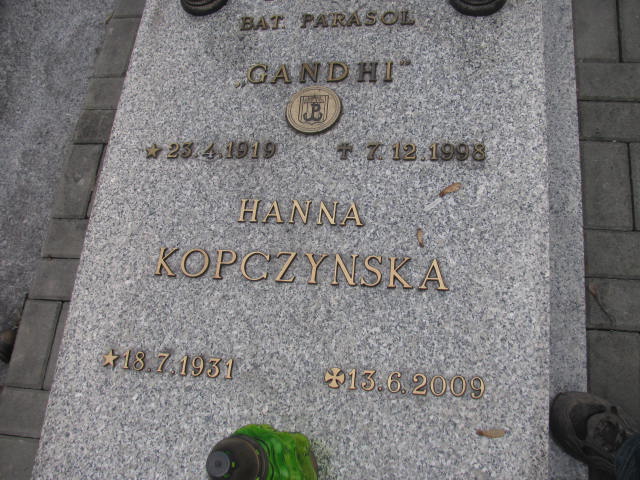 BAT. PARASOL
„GANDHI”
★23.4.1919 ✝ 7.12.1998
HANNA
KOPCZYNSKA
★18.7.1931 ✠13.6.2009